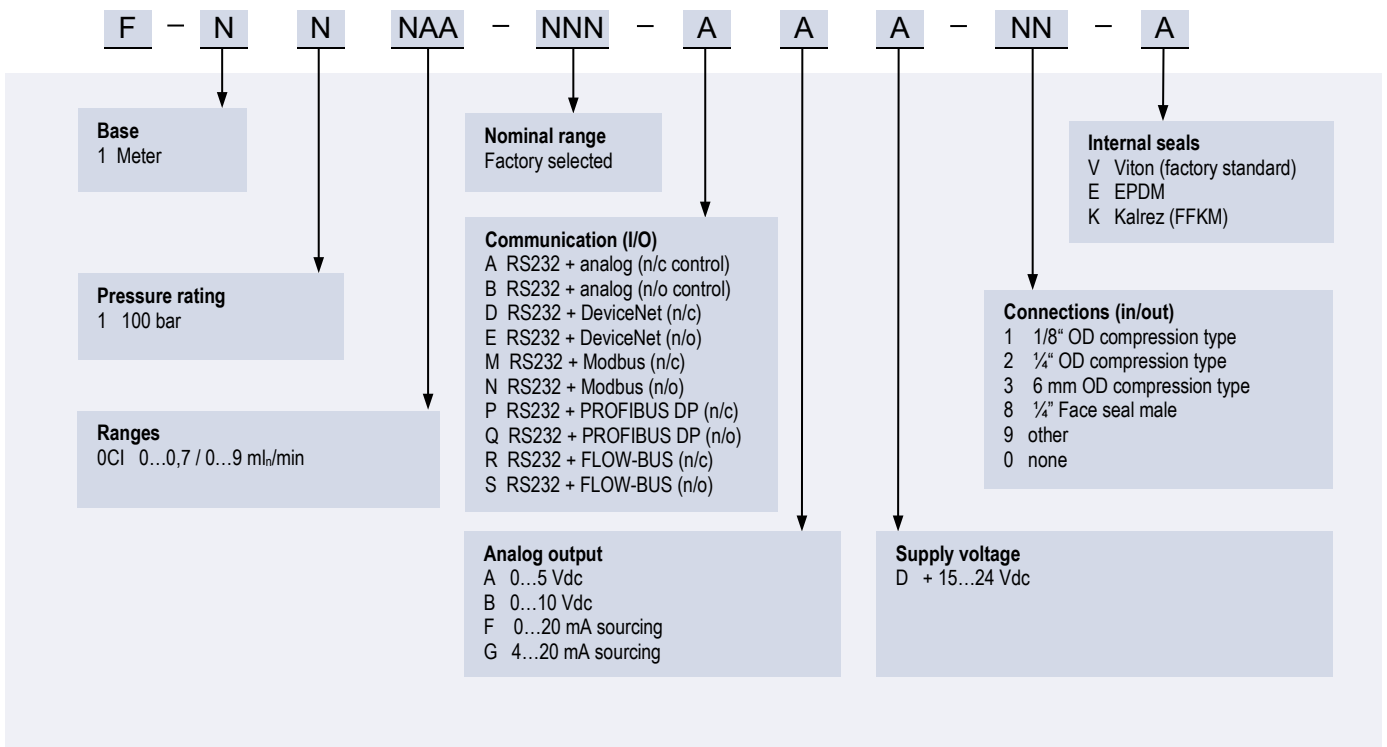 F – N N NAA – NNN – A A A – NN – A
Base
1 Meter
Pressure rating
1 100 bar
Ranges
0CI 0…0,7 / 0…9 mlₙ/min
Nominal range
Factory selected
Communication (I/O)
A RS232 + analog (n/c control)
B RS232 + analog (n/o control)
D RS232 + DeviceNet (n/c)
E RS232 + DeviceNet (n/o)
M RS232 + Modbus (n/c)
N RS232 + Modbus (n/o)
P RS232 + PROFIBUS DP (n/c)
Q RS232 + PROFIBUS DP (n/o)
R RS232 + FLOW-BUS (n/c)
S RS232 + FLOW-BUS (n/o)
Analog output
A 0…5 Vdc
B 0…10 Vdc
F 0…20 mA sourcing
G 4…20 mA sourcing
Internal seals
V Viton (factory standard)
E EPDM
K Kalrez (FFKM)
Connections (in/out)
1 1/8“ OD compression type
2 ¼“ OD compression type
3 6 mm OD compression type
8 ¼” Face seal male
9 other
0 none
Supply voltage
D + 15…24 Vdc